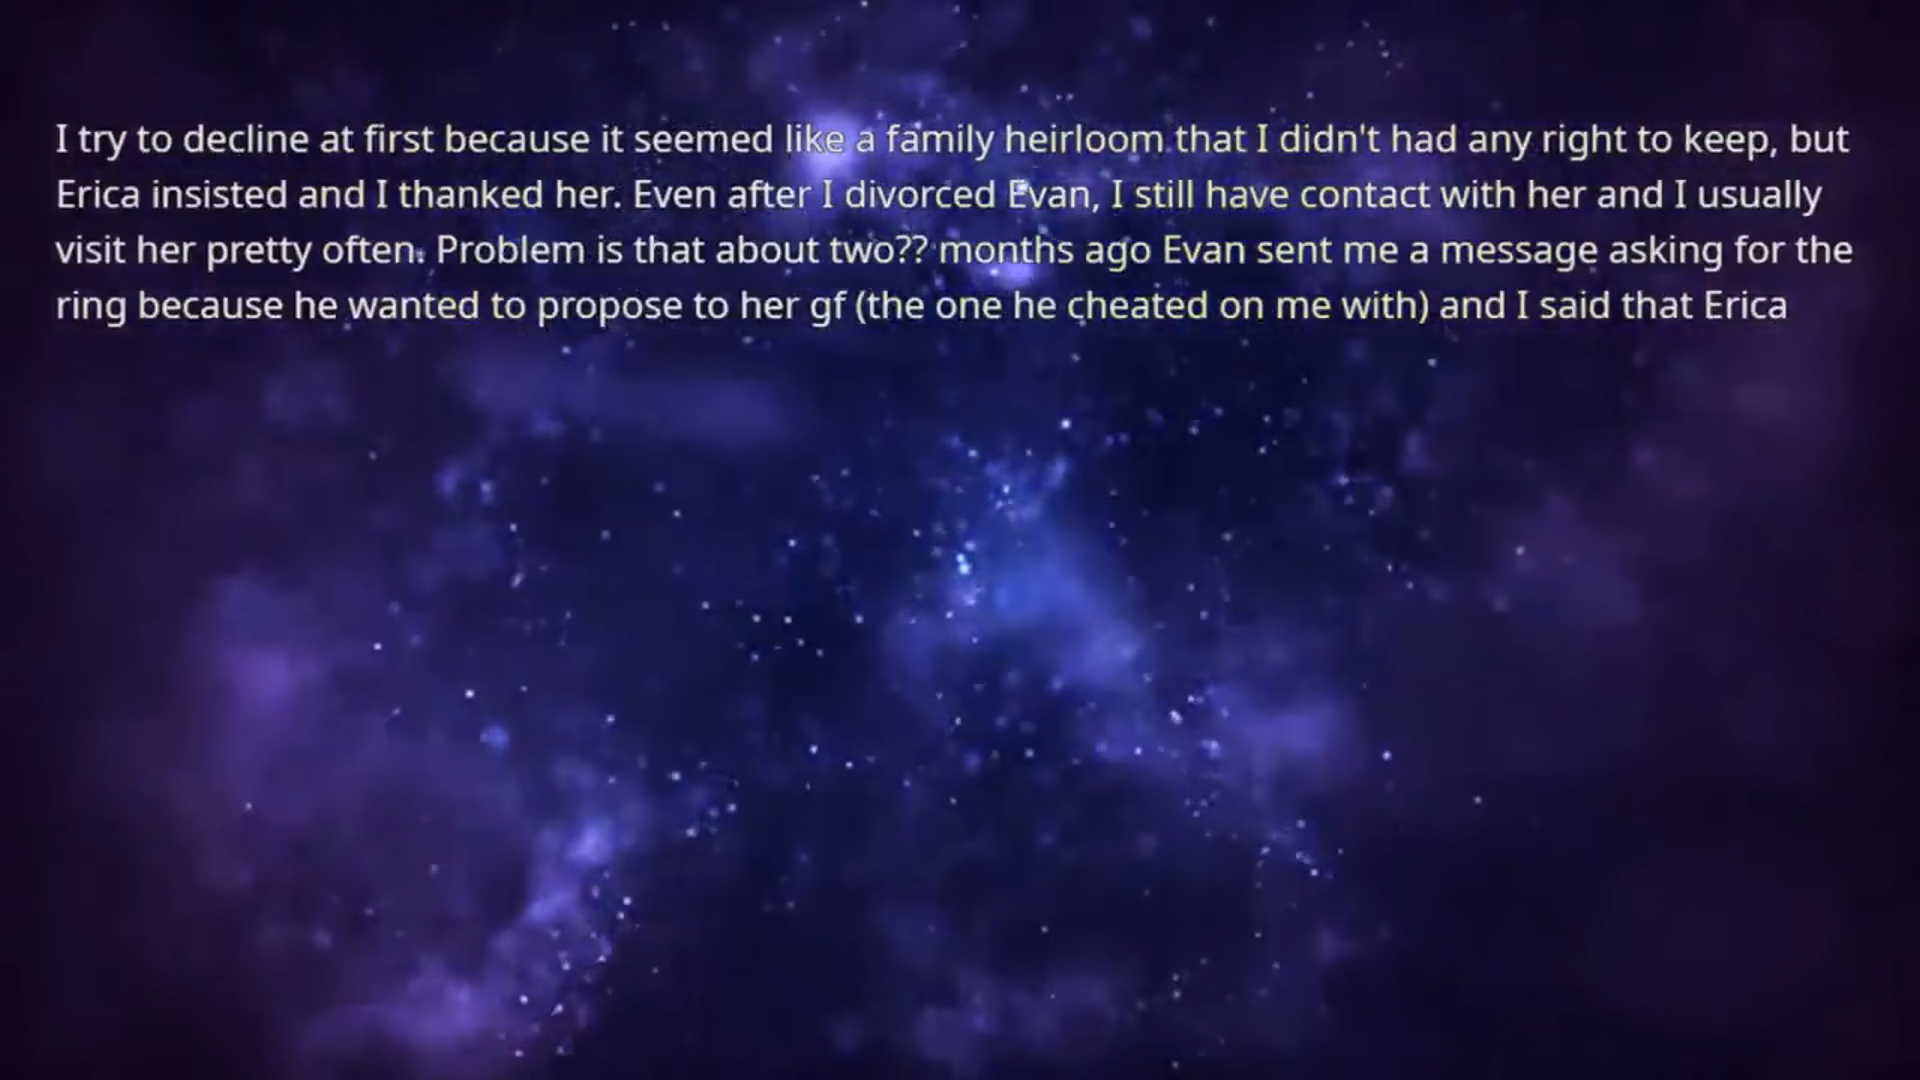 I try to decline at first because it seemed like a family heirloom that I didn't had any right to keep, but
Erica insisted and I thanked her. Even after I divorced Evan, I still have contact with her and I usually
visit her pretty often. Problem is that about two?? months ago Evan sent me a message asking for the
ring because he wanted to propose to her gf (the one he cheated on me with) and I said that Erica